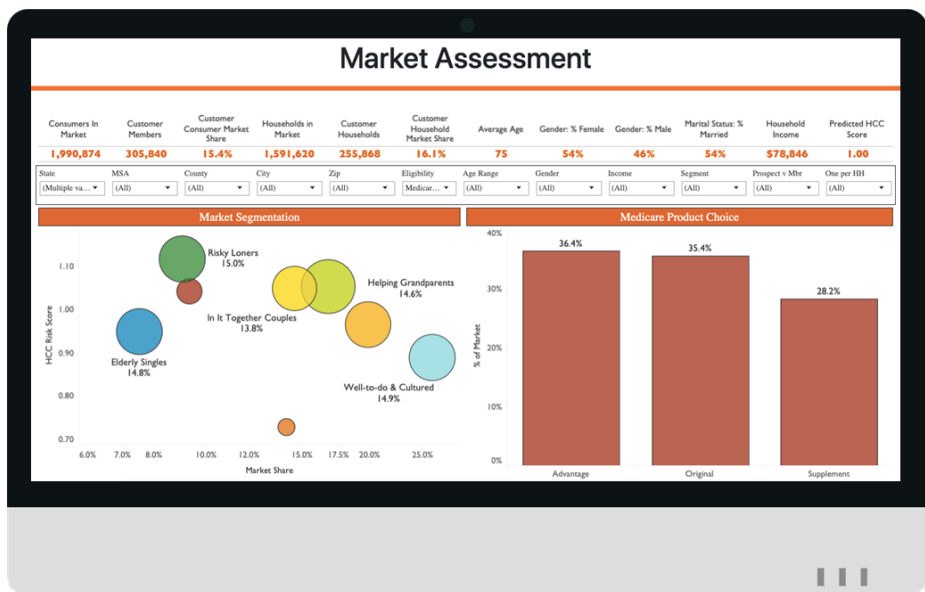 Market Assessment
Consumers In Market
Customer Members
Customer Consumer Market Share
Households in Market
Customer Households
Customer Household Market Share
Average Age
Gender: % Female
Gender: % Male
Marital Status: % Married
Household Income
Predicted HCC Score
1,990,874
305,840
15.4%
1,591,620
255,868
16.1%
75
54%
46%
54%
$78,846
1.00
State
MSA
County
City
Zip
Eligibility
Age Range
Gender
Income
Segment
Prospect v Mbr
One per HH
(Multiple va...
(All)
(All)
(All)
(All)
Medicar...
(All)
(All)
(All)
(All)
(All)
(All)
Market Segmentation
HCC Risk Score
1.10
1.00
0.90
0.80
0.70
Risky Loners
15.0%
Helping Grandparents
14.6%
In It Together Couples
13.8%
Elderly Singles
14.8%
Well-to-do & Cultured
14.9%
6.0%
7.0%
8.0%
10.0%
12.0%
15.0%
17.5%
20.0%
25.0%
Market Share
Medicare Product Choice
% of Market
40%
30%
20%
10%
0%
36.4%
35.4%
28.2%
Advantage
Original
Supplement